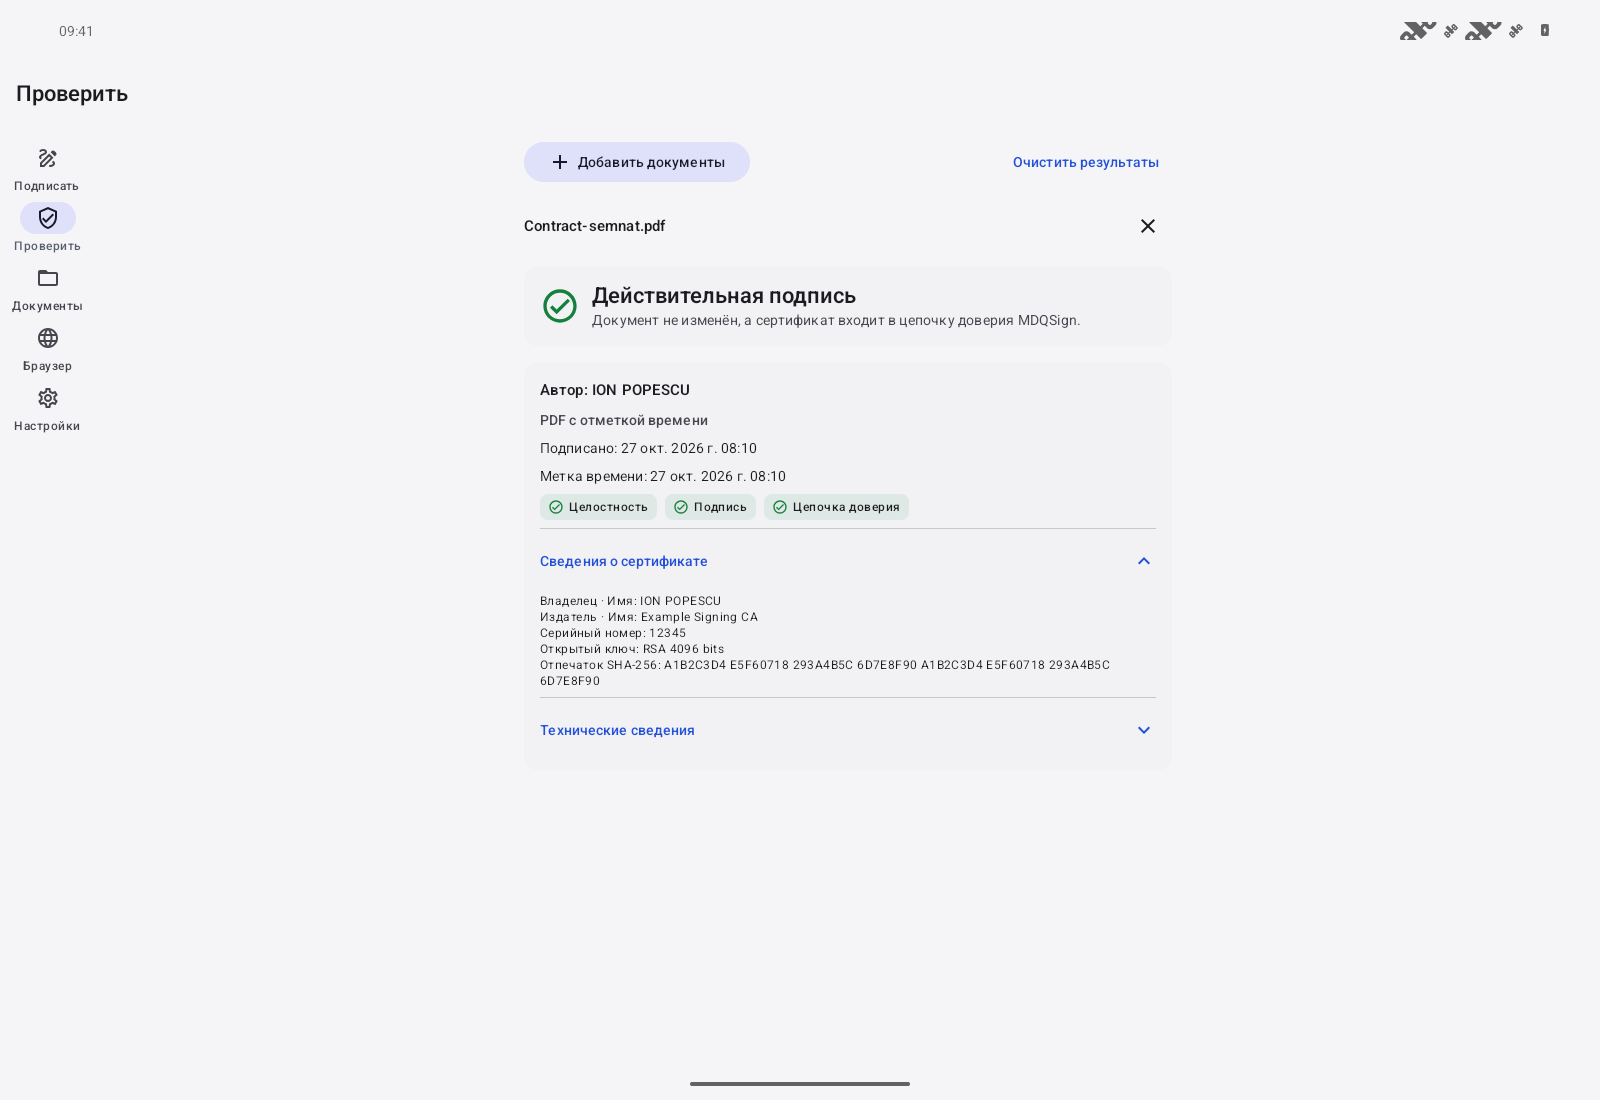 09:41
Проверить
Подписать
Проверить
Документы
Браузер
Настройки
Добавить документы
Очистить результаты
Contract-semnat.pdf
Действительная подпись
Документ не изменён, а сертификат входит в цепочку доверия MDQSign.
Автор: ION POPESCU
PDF с отметкой времени
Подписано: 27 окт. 2026 г. 08:10
Метка времени: 27 окт. 2026 г. 08:10
Целостность
Подпись
Цепочка доверия
Сведения о сертификате
Владелец · Имя: ION POPESCU
Издатель · Имя: Example Signing CA
Серийный номер: 12345
Открытый ключ: RSA 4096 bits
Отпечаток SHA-256: A1B2C3D4 E5F60718 293A4B5C 6D7E8F90 A1B2C3D4 E5F60718 293A4B5C
6D7E8F90
Технические сведения